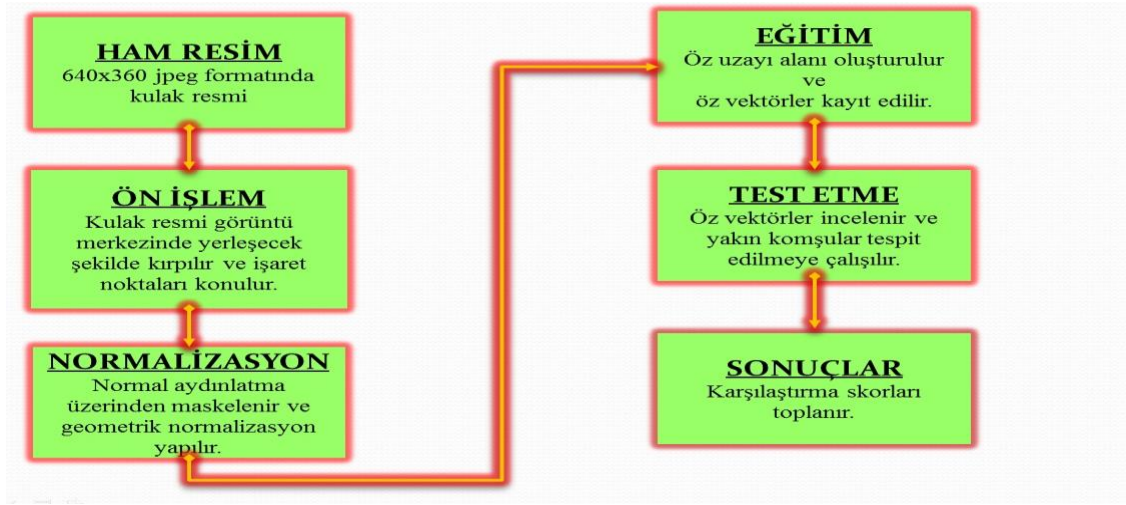 HAM RESİM
640x360 jpeg formatında
kulak resmi
ÖN İŞLEM
Kulak resmi görüntü
merkezinde yerleşecek
şekilde kırpılır ve işaret
noktaları konulur.
NORMALİZASYON
Normal aydınlatma
üzerinden maskelenir ve
geometrik normalizasyon
yapılır.
EĞİTİM
Öz uzayı alanı oluşturulur
ve
öz vektörler kayıt edilir.
TEST ETME
Öz vektörler incelenir ve
yakın komşular tespit
edilmeye çalışılır.
SONUÇLAR
Karşılaştırma skorları
toplanır.